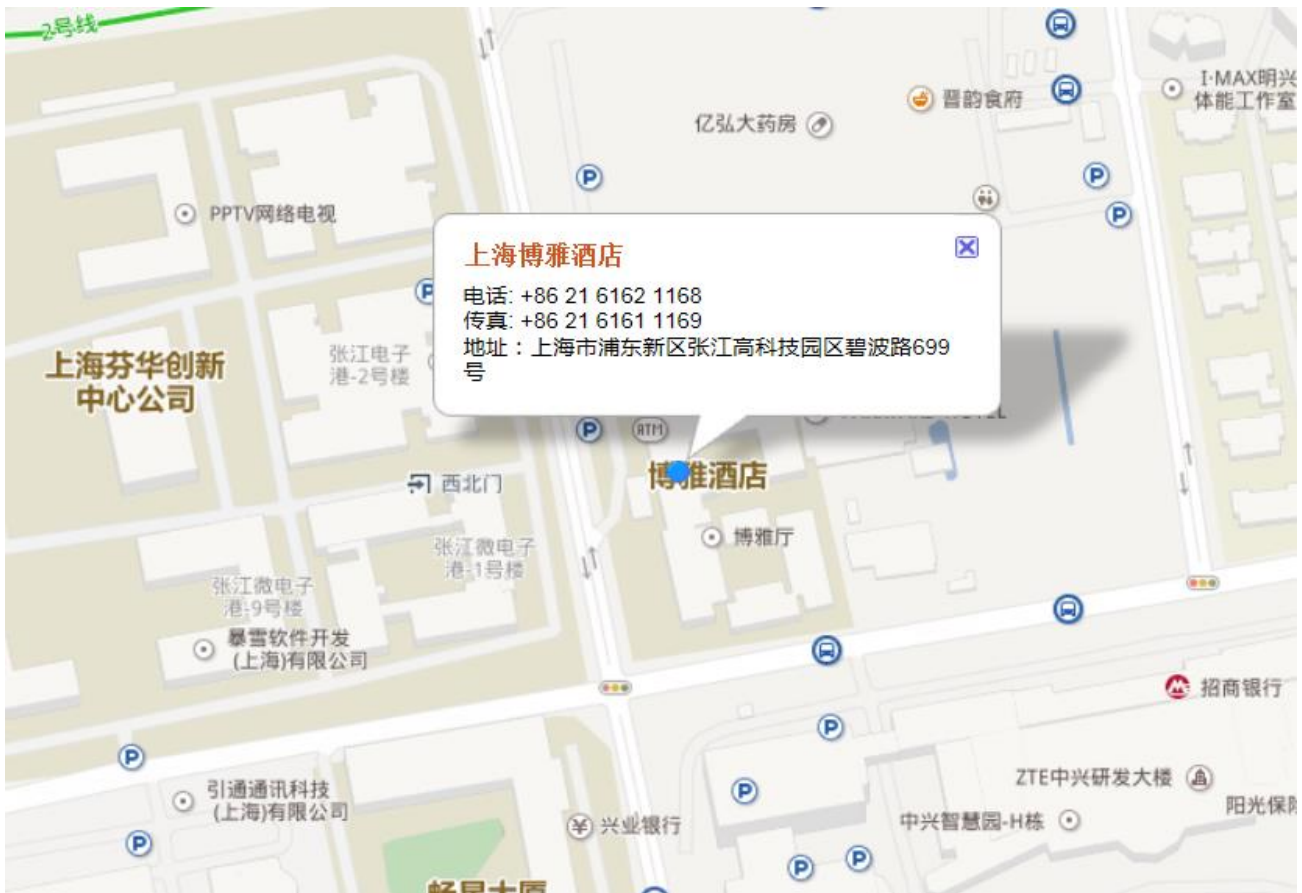 2号线
I·MAX明兴
体能工作室
晋韵食府
亿弘大药房
P
P
PPTV网络电视
P
上海博雅酒店
电话: +86 21 6162 1168
传真: +86 21 6161 1169
地址：上海市浦东新区张江高科技园区碧波路699
号
P
张江电子
港-2号楼
上海芬华创新
中心公司
P
ATM
博雅酒店
西北门
博雅厅
张江微电子
港-1号楼
张江微电子
港-9号楼
暴雪软件开发
(上海)有限公司
招商银行
P
P
ZTE中兴研发大楼
引通通讯科技
(上海)有限公司
P
阳光保险
中兴智慧园-H栋
兴业银行
P
P
P
畅星大厦